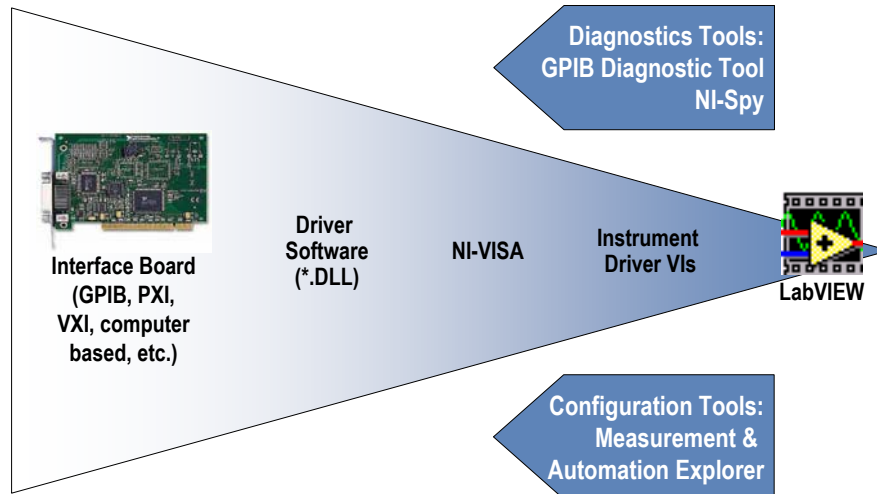 Diagnostics Tools:
GPIB Diagnostic Tool
NI-Spy
Interface Board
(GPIB, PXI,
VXI, computer
based, etc.)
Driver
Software
(*.DLL)
NI-VISA
Instrument
Driver VIs
LabVIEW
Configuration Tools:
Measurement &
Automation Explorer